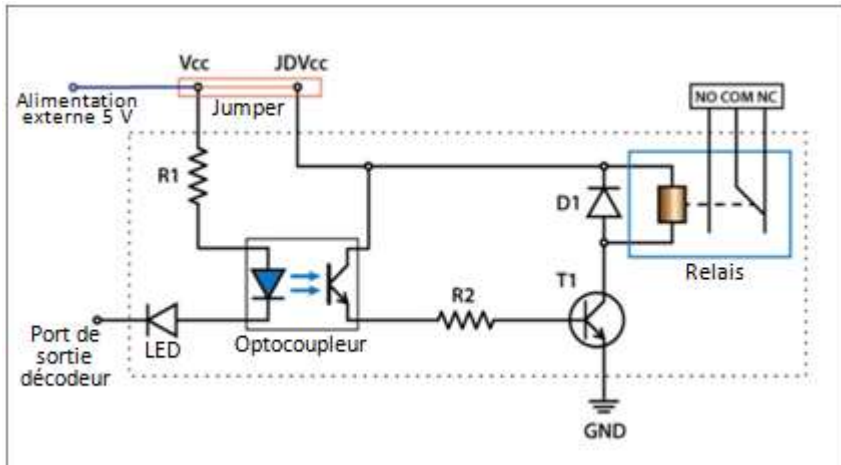 Vcc
JDVcc
Alimentation
externe 5 V
Jumper
NO COM NC
R1
D1
Relais
T1
R2
Port de
sortie
décodeur
LED
Optocoupleur
GND